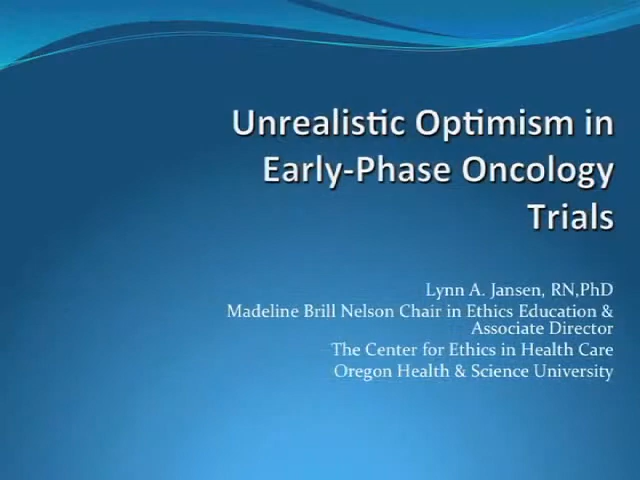 Unrealistic Optimism in
Early-Phase Oncology
Trials
Lynn A. Jansen, RN,PhD
Madeline Brill Nelson Chair in Ethics Education &
Associate Director
The Center for Ethics in Health Care
Oregon Health & Science University